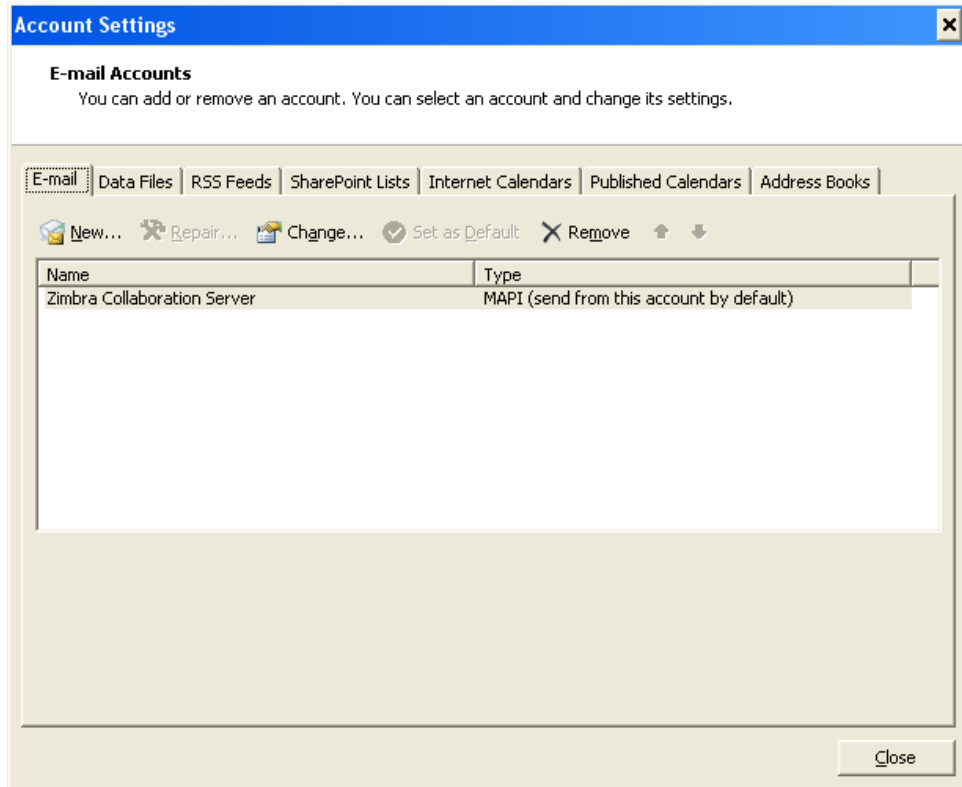 Account Settings
E-mail Accounts
You can add or remove an account. You can select an account and change its settings.
E-mail Data Files RSS Feeds SharePoint Lists Internet Calendars Published Calendars Address Books
New... Repair... Change... Set as Default Remove
Name Type
Zimbra Collaboration Server MAPI (send from this account by default)
Close